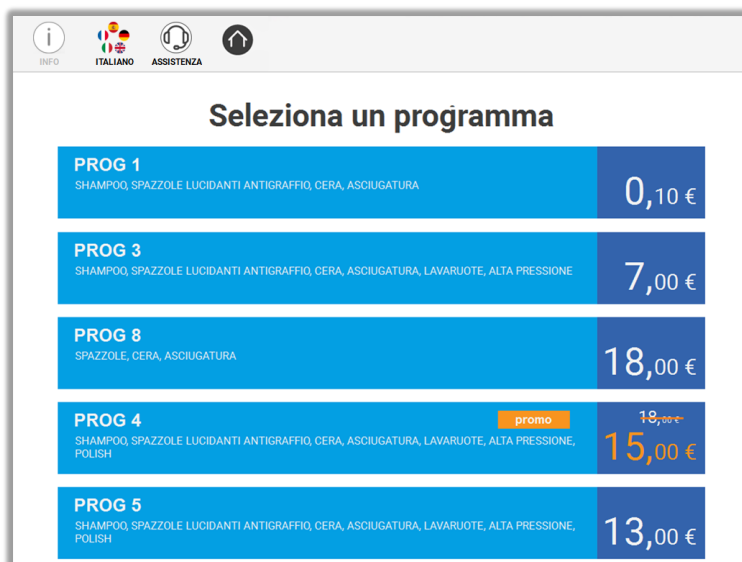 INFO
ITALIANO
ASSISTENZA
Seleziona un programma
PROG 1
SHAMPOO, SPAZZOLE LUCIDANTI ANTIGRAFFIO, CERA, ASCIUGATURA
0,10 €
PROG 3
SHAMPOO, SPAZZOLE LUCIDANTI ANTIGRAFFIO, CERA, ASCIUGATURA, LAVARUOTE, ALTA PRESSIONE
7,00 €
PROG 8
SPAZZOLE, CERA, ASCIUGATURA
18,00 €
PROG 4
promo
SHAMPOO, SPAZZOLE LUCIDANTI ANTIGRAFFIO, CERA, ASCIUGATURA, LAVARUOTE, ALTA PRESSIONE,
POLISH
18,00 €
15,00 €
PROG 5
SHAMPOO, SPAZZOLE LUCIDANTI ANTIGRAFFIO, CERA, ASCIUGATURA, LAVARUOTE, ALTA PRESSIONE,
POLISH
13,00 €